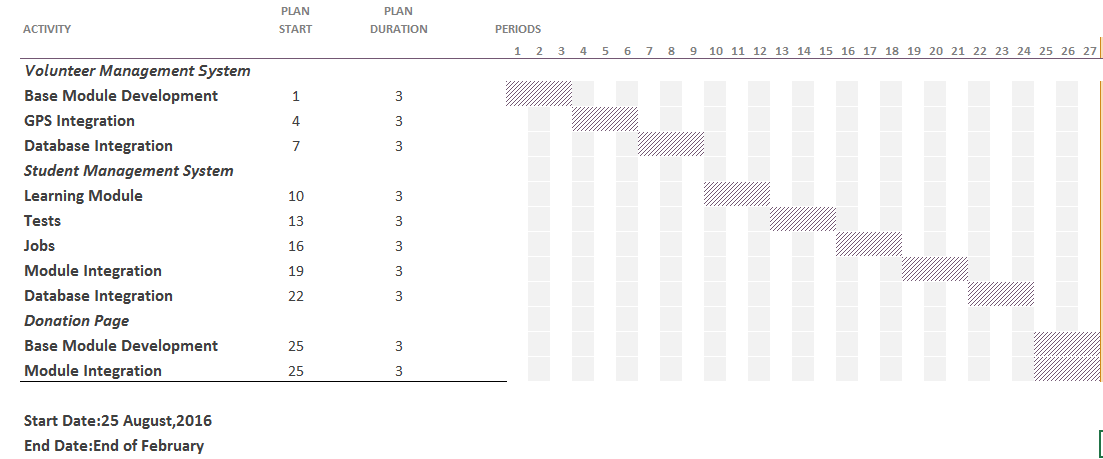 PLAN PLAN
ACTIVITY START DURATION PERIODS
1 2 3 4 5 6 7 8 9 10 11 12 13 14 15 16 17 18 19 20 21 22 23 24 25 26 27
Volunteer Management System
Base Module Development 1 3
GPS Integration 4 3
Database Integration 7 3
Student Management System
Learning Module 10 3
Tests 13 3
Jobs 16 3
Module Integration 19 3
Database Integration 22 3
Donation Page
Base Module Development 25 3
Module Integration 25 3
Start Date:25 August,2016
End Date:End of February